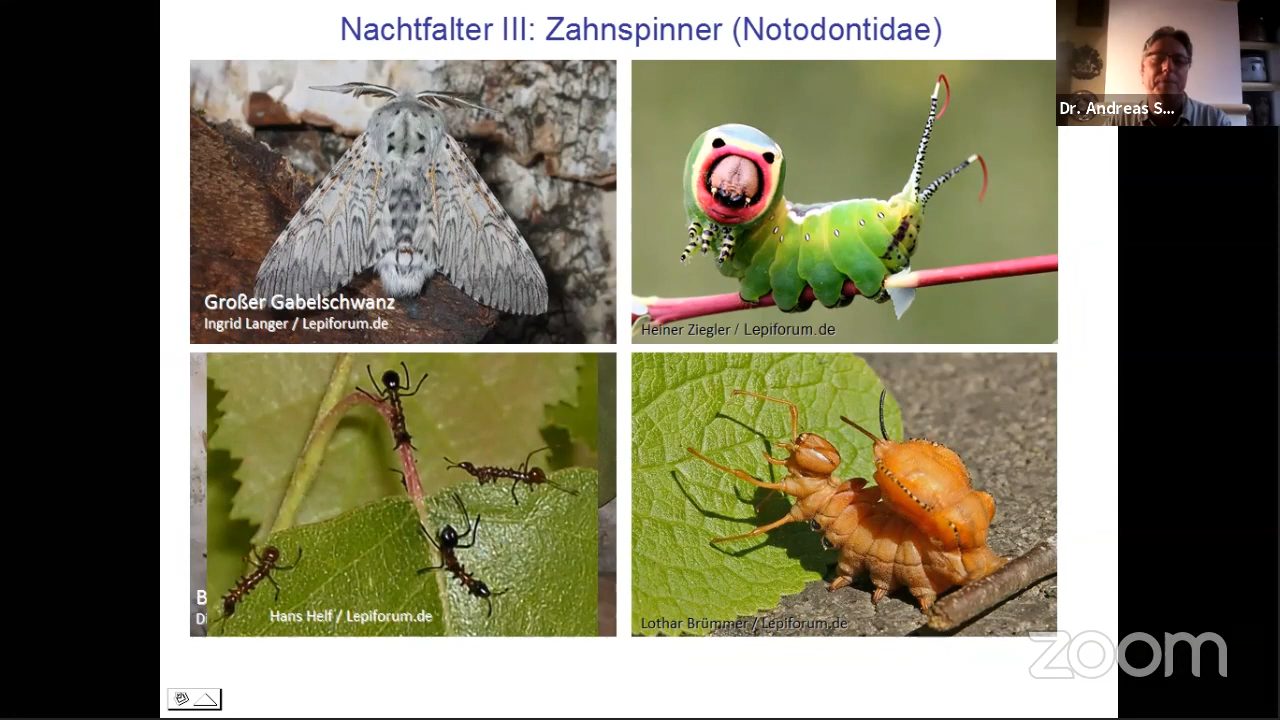 Nachtfalter III: Zahnspinner (Notodontidae)
Dr. Andreas S...
Großer Gabelschwanz
Ingrid Langer / Lepiforum.de
Heiner Ziegler / Lepiforum.de
B
Di
Hans Helf / Lepiforum.de
Lothar Brümmer / Lepiforum.de
zoom